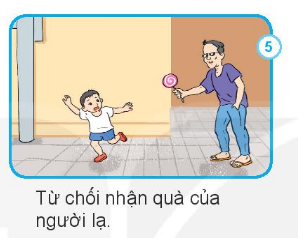 5
Từ chối nhận quà của
người lạ.